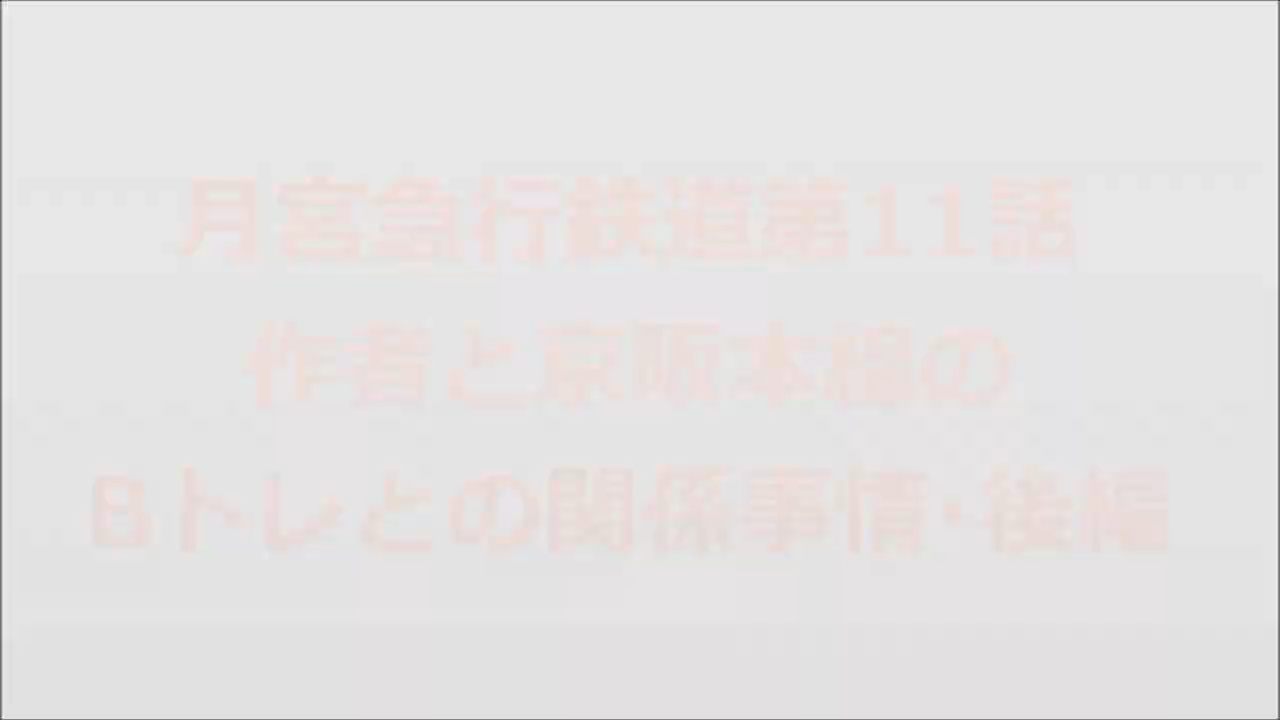 月宮急行鉄道第11話
作者と京阪本線の
Bトレとの関係事情・後編